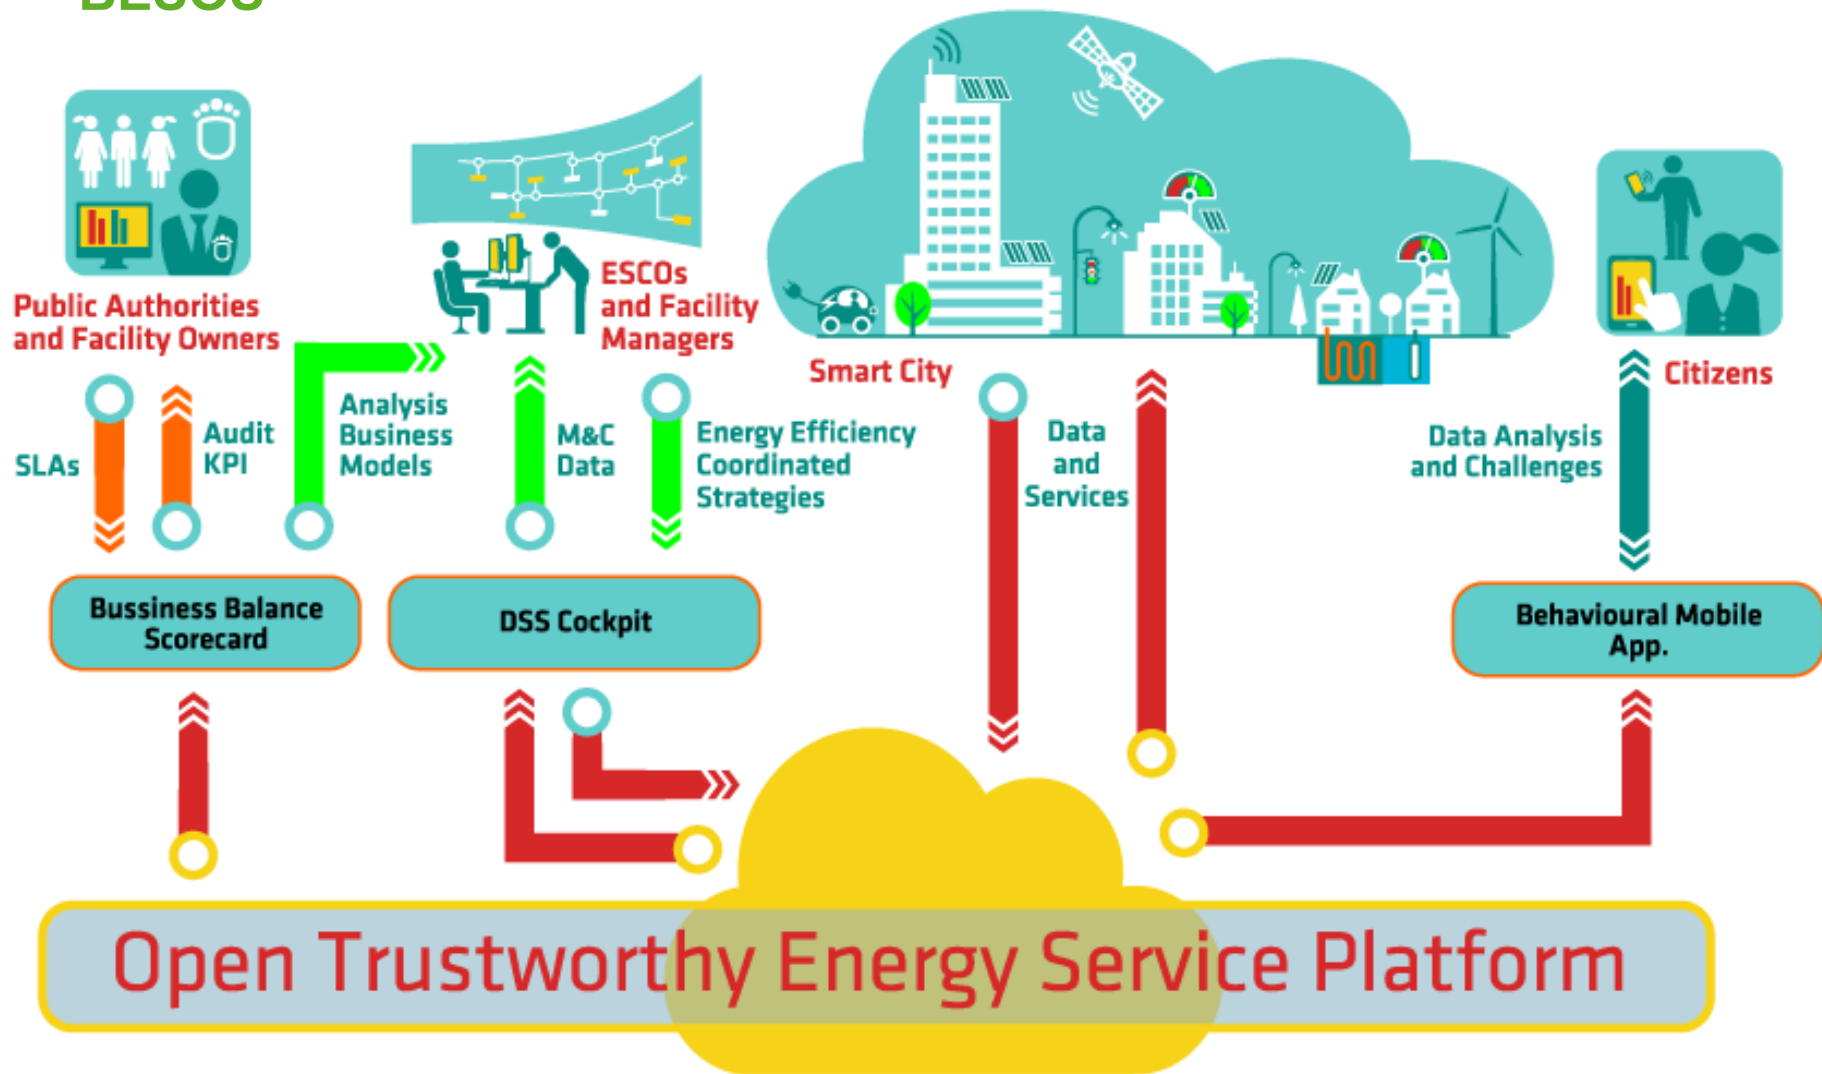 BESOS
Public Authorities
and Facility Owners
ESCOs
and Facility
Managers
Smart City
Citizens
SLAs
Audit
KPI
Analysis
Business
Models
M&C
Data
Energy Efficiency
Coordinated
Strategies
Data
and
Services
Data Analysis
and Challenges
Bussiness Balance
Scorecard
DSS Cockpit
Behavioural Mobile
App.
Open Trustworthy Energy Service Platform